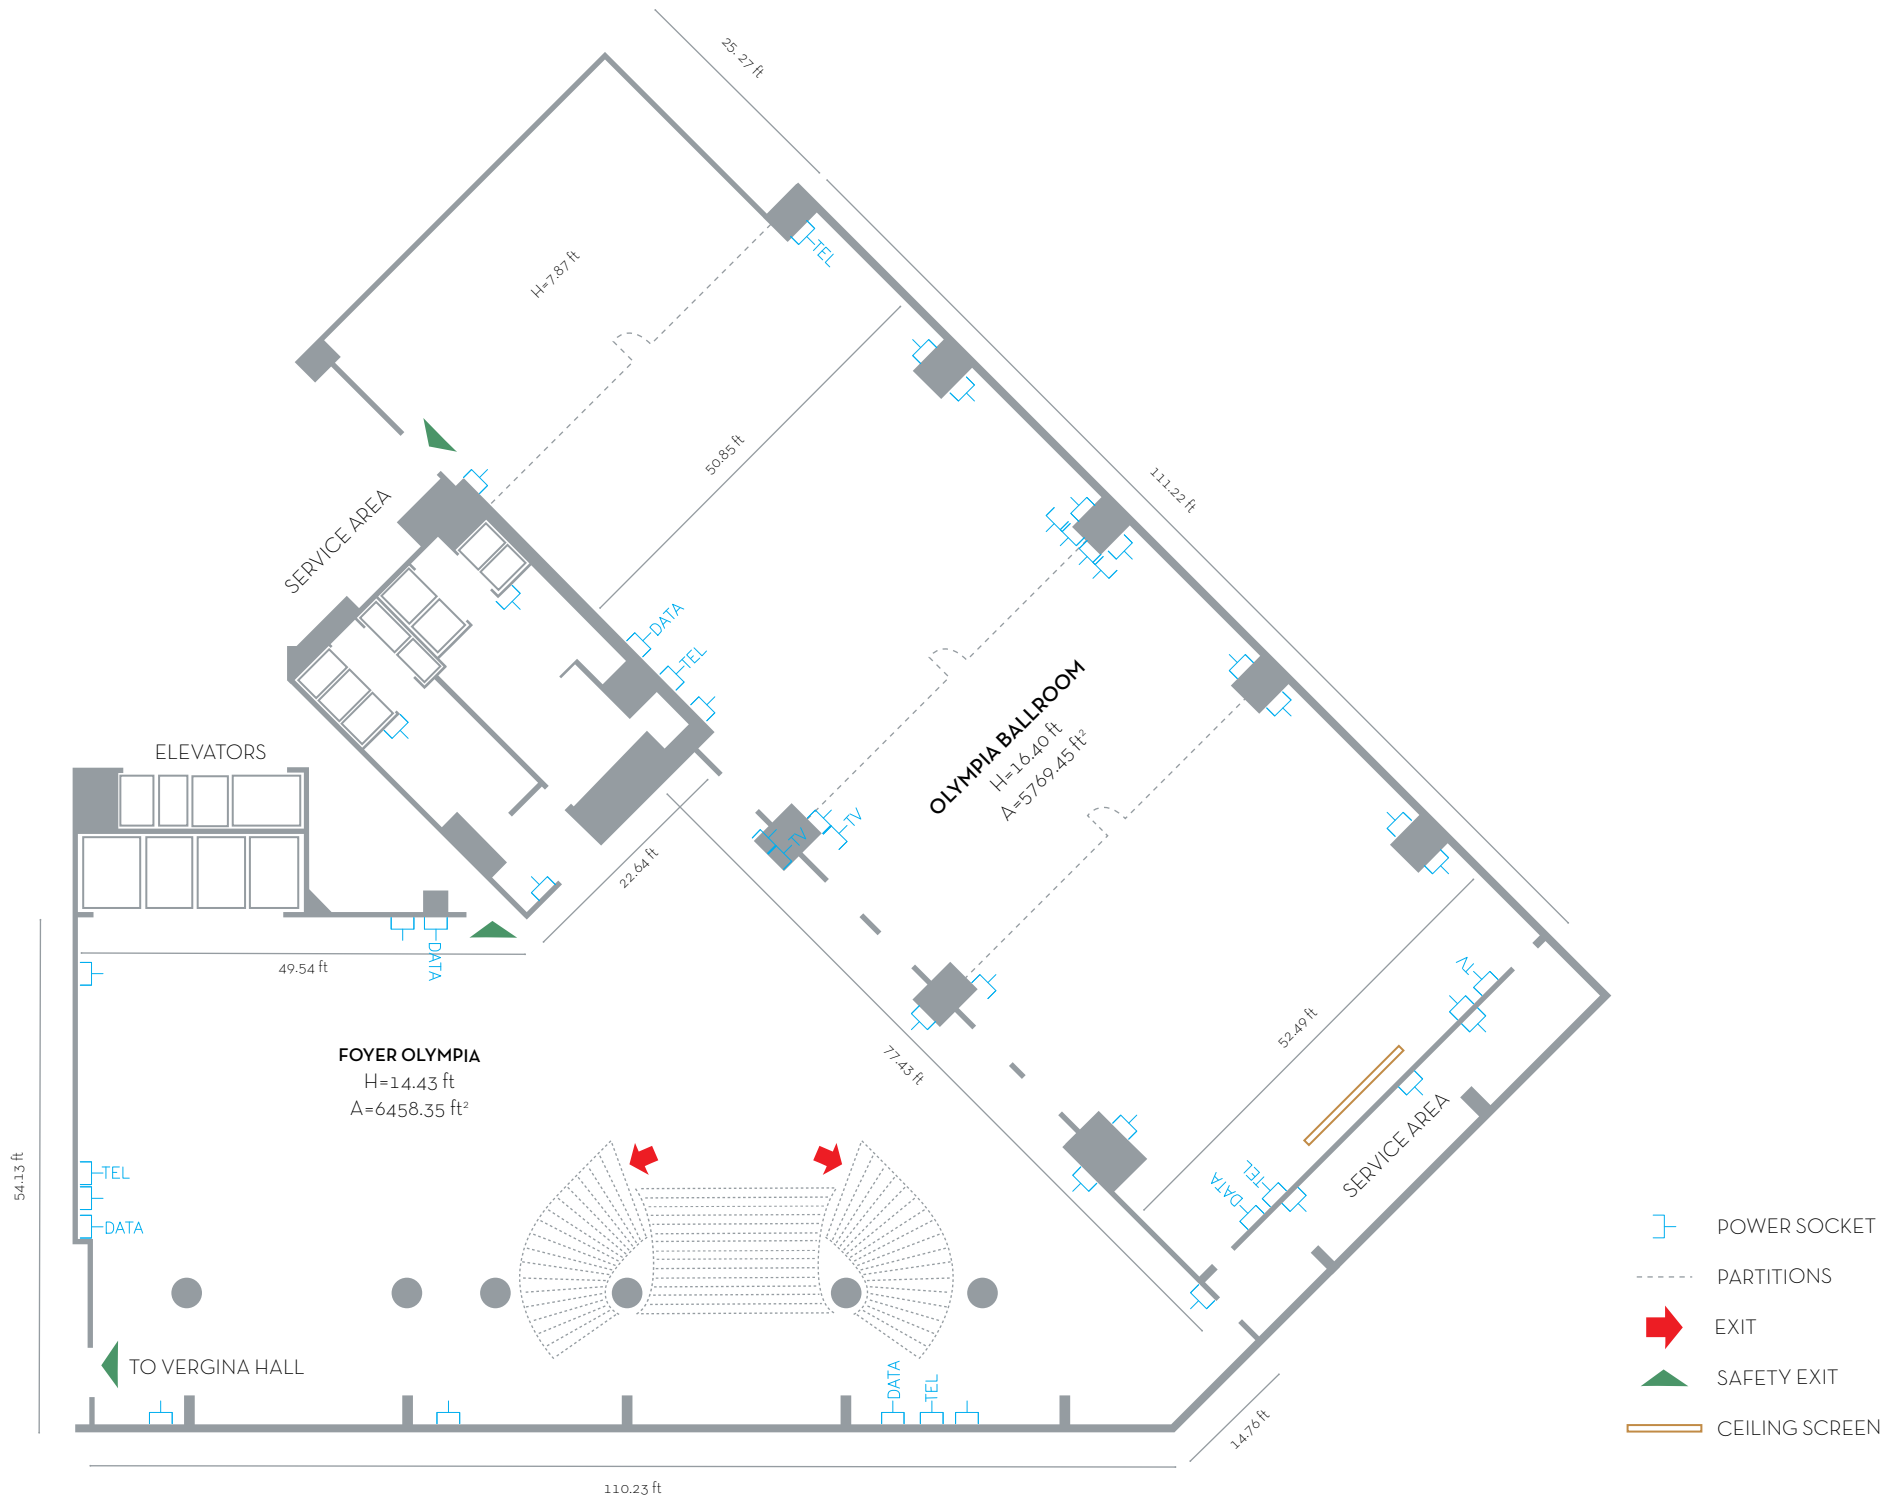 25.27 ft
TEL
H=7.87 ft
50.85 ft
111.22 ft
SERVICE AREA
DATA
TEL
OLYMPIA BALLROOM
H=16.40 ft
A=5769.45 ft²
ELEVATORS
TV
TV
22.64 ft
DATA
49.54 ft
TV
52.49 ft
77.43 ft
FOYER OLYMPIA
H=14.43 ft
A=6458.35 ft²
SERVICE AREA
TEL
DATA
54.13 ft
TEL
DATA
POWER SOCKET
PARTITIONS
EXIT
SAFETY EXIT
CEILING SCREEN
TO VERGINA HALL
DATA
TEL
14.76 ft
110.23 ft